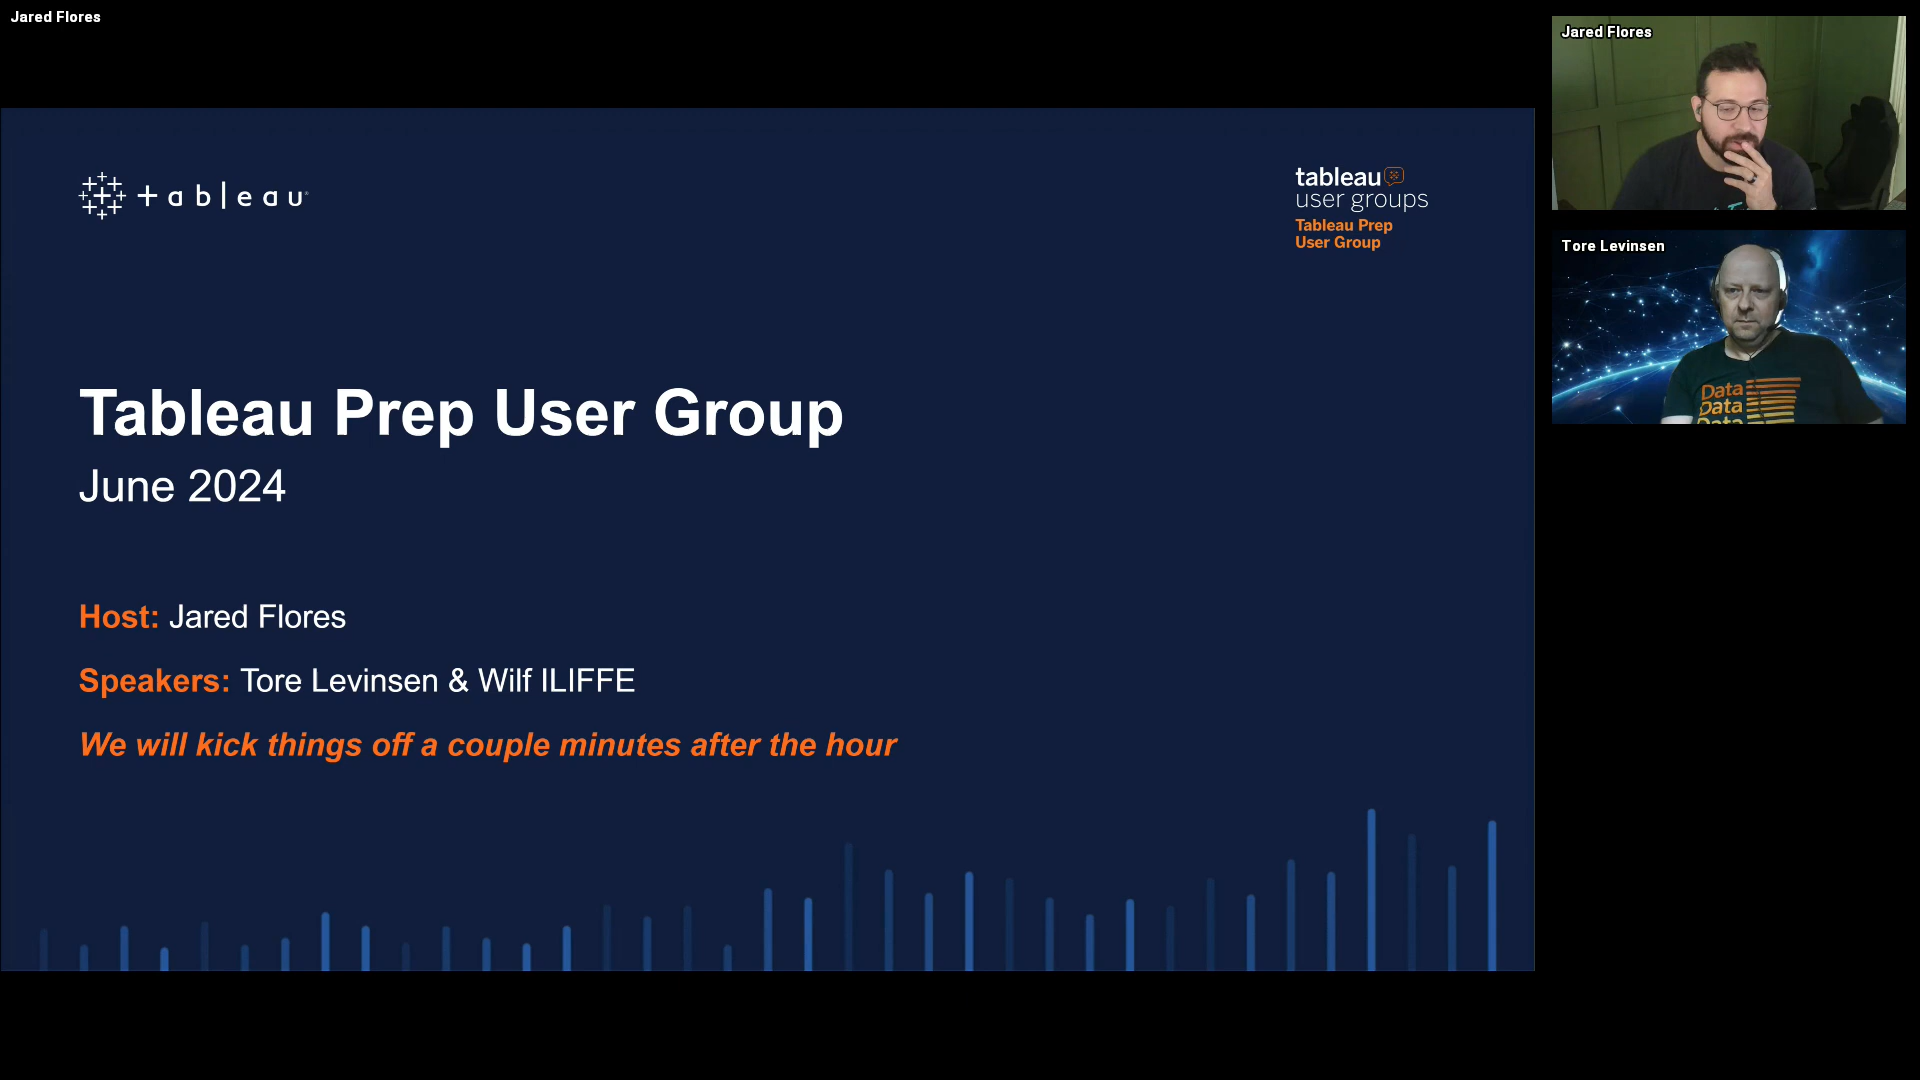 Jared Flores
tableau
tableau
user groups
Tableau Prep
User Group
Tableau Prep User Group
June 2024
Host: Jared Flores
Speakers: Tore Levinsen & Wilf ILIFFE
We will kick things off a couple minutes after the hour
Jared Flores
Tore Levinsen
Data
Data
Data